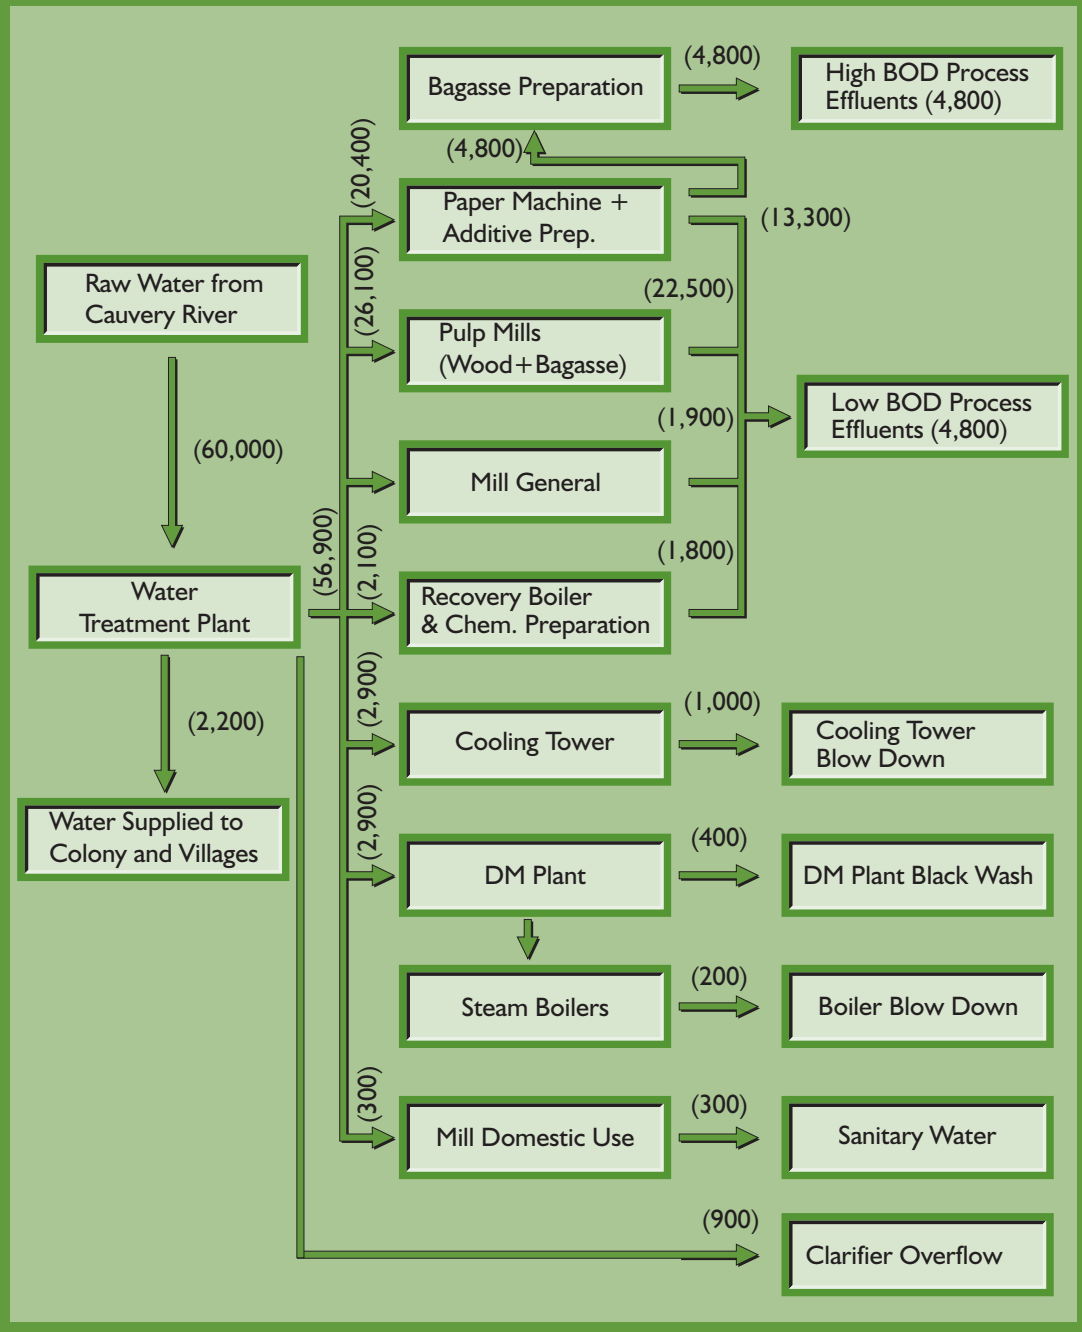 (4,800)
Bagasse Preparation
High BOD Process
Effluents (4,800)
(4,800)
(20,400)
Paper Machine +
Additive Prep.
(13,300)
Raw Water from
Cauvery River
(26,100)
(22,500)
Pulp Mills
(Wood+Bagasse)
(1,900)
Low BOD Process
Effluents (4,800)
(60,000)
Mill General
(56,900)
(2,100)
(1,800)
Water
Treatment Plant
Recovery Boiler
& Chem. Preparation
(2,900)
(1,000)
(2,200)
Cooling Tower
Cooling Tower
Blow Down
Water Supplied to
Colony and Villages
(2,900)
(400)
DM Plant
DM Plant Black Wash
(200)
Steam Boilers
Boiler Blow Down
(300)
(300)
Mill Domestic Use
Sanitary Water
(900)
Clarifier Overflow